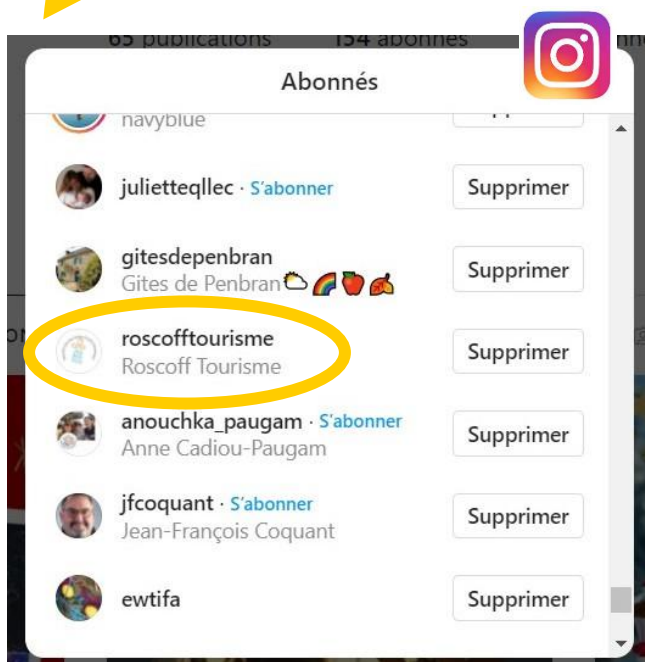 65 publications 154 abonnés
Abonnés
navyblue
julietteqllec · S'abonner
Supprimer
gitesdepenbran
Gites de Penbran
Supprimer
roscofftourisme
Roscoff Tourisme
Supprimer
anouchka_paugam · S'abonner
Anne Cadiou-Paugam
Supprimer
jfcoquant · S'abonner
Jean-François Coquant
Supprimer
ewtifa
Supprimer